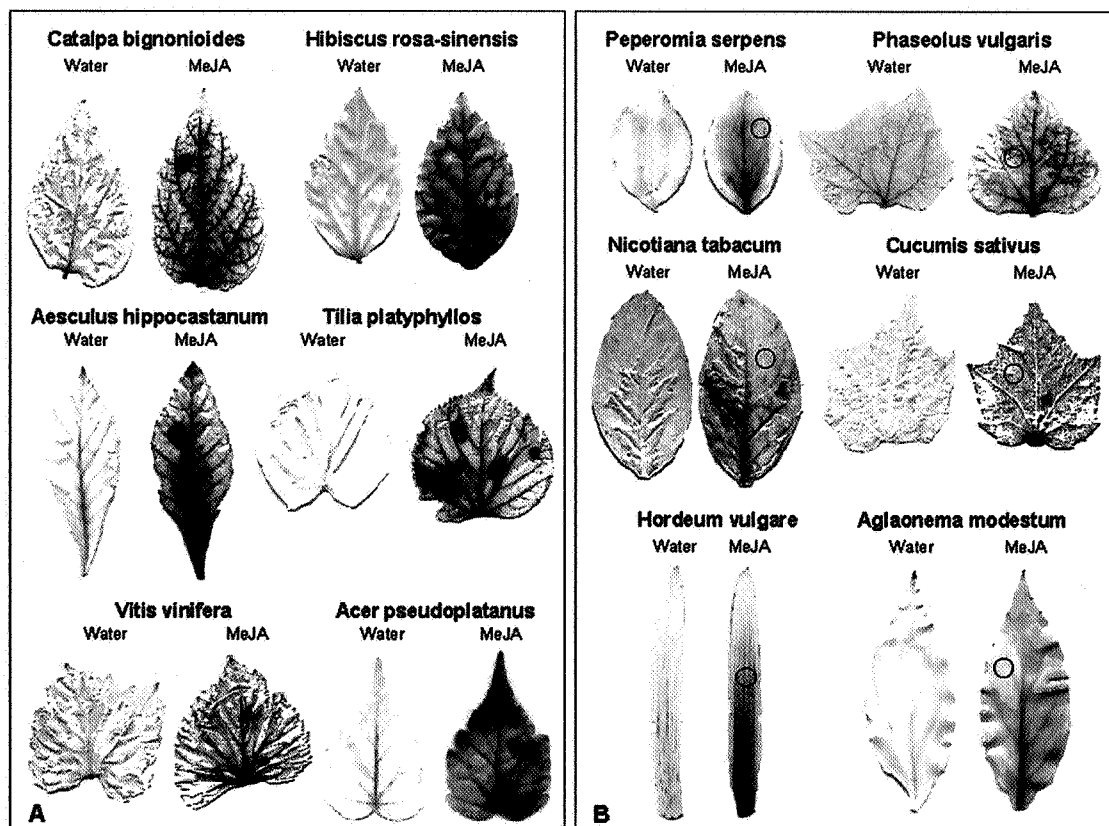 Catalpa bignonioides
Hibiscus rosa-sinensis
Water
MeJA
Water
MeJA
Aesculus hippocastanum
Tilia platyphyllos
Water
MeJA
Water
MeJA
Vitis vinifera
Acer pseudoplatanus
Water
MeJA
Water
MeJA
A
Peperomia serpens
Phaseolus vulgaris
Water
MeJA
Water
MeJA
Nicotiana tabacum
Cucumis sativus
Water
MeJA
Water
MeJA
Hordeum vulgare
Aglaonema modestum
Water
MeJA
Water
MeJA
B